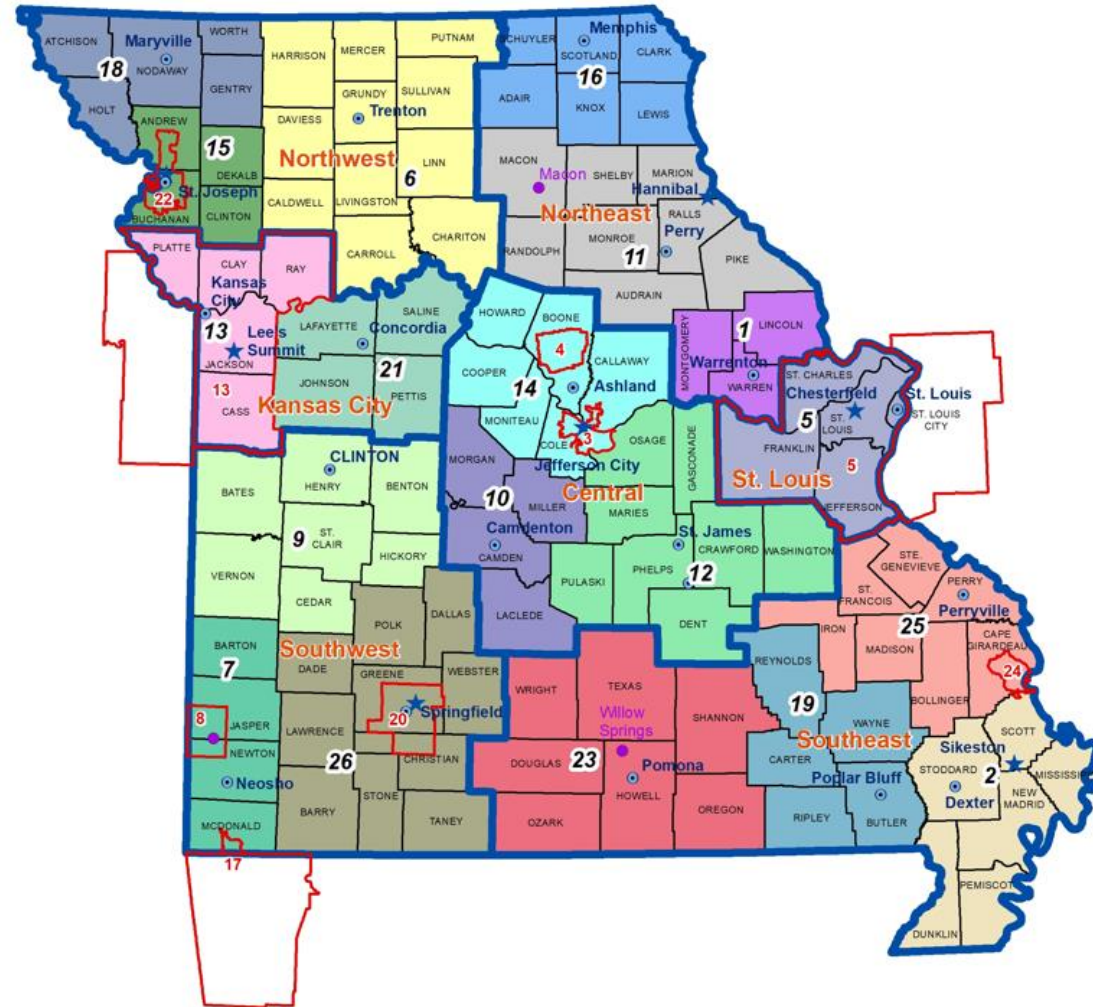 ATCHISON
Maryville
WORTH
NODAWAY
18
GENTRY
HOLT
HARRISON
MERCER
PUTNAM
SULLIVAN
GRUNDY
Trenton
DAVIESS
Northwest
LINN
6
CALDWELL
LIVINGSTON
CARROLL
CHARITON
ANDREW
15
DEKALB
St. Joseph
22
BUCHANAN
CLINTON
SCHUYLER
Memphis
SCOTLAND
CLARK
16
ADAIR
KNOX
LEWIS
MACON
Macon
SHELBY
MARION
Hannibal
Northeast
RALLS
MONROE
Perry
RANDOLPH
11
PIKE
AUDRAIN
PLATTE
CLAY
RAY
Kansas
City
13
Lee's
Summit
JACKSON
13
CASS
LAFAYETTE
SALINE
Concordia
JOHNSON
21
PETTIS
Kansas City
HOWARD
BOONE
4
CALLAWAY
COOPER
14
Ashland
MONITEAU
COLE
3
Jefferson City
Central
MONTGOMERY
LINCOLN
1
Warrenton
WARREN
ST. CHARLES
Chesterfield
St. Louis
5
ST.
LOUIS
ST. LOUIS
CITY
FRANKLIN
5
St. Louis
JEFFERSON
OSAGE
GASCONADE
MARIES
St. James
CRAWFORD
WASHINGTON
PULASKI
PHELPS
12
DENT
MORGAN
10
MILLER
Camdenton
CAMDEN
LACLEDE
CLINTON
BATES
HENRY
BENTON
9
ST.
CLAIR
VERNON
HICKORY
CEDAR
BARTON
7
8
JASPER
NEWTON
Neosho
MCDONALD
17
POLK
DALLAS
Southwest
DADE
GREENE
WEBSTER
20
Springfield
LAWRENCE
26
CHRISTIAN
BARRY
STONE
TANEY
WRIGHT
TEXAS
Willow
Springs
SHANNON
DOUGLAS
23
Pomona
HOWELL
OZARK
OREGON
STE.
GENEVIEVE
ST.
FRANCOIS
PERRY
Perryville
IRON
25
MADISON
CAPE
GIRARDEAU
24
BOLLINGER
REYNOLDS
19
WAYNE
Southeast
CARTER
Poplar Bluff
RIPLEY
BUTLER
SCOTT
Sikeston
STODDARD
2
MISSISSIPPI
Dexter
NEW
MADRID
PEMISCOT
DUNKLIN